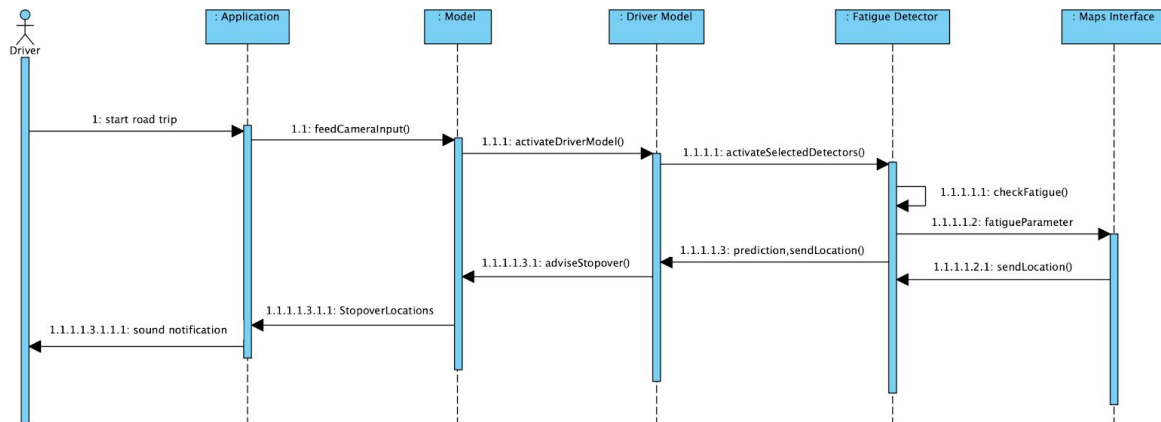 : Application
: Model
: Driver Model
: Fatigue Detector
: Maps Interface
Driver
1: start road trip
1.1: feedCameraInput()
1.1.1: activateDriverModel()
1.1.1.1: activateSelectedDetectors()
1.1.1.1.1: checkFatigue()
1.1.1.1.2: fatigueParameter
1.1.1.1.3: prediction,sendLocation()
1.1.1.1.3.1: adviseStopover()
1.1.1.1.2.1: sendLocation()
1.1.1.1.3.1.1: StopoverLocations
1.1.1.1.3.1.1.1: sound notification